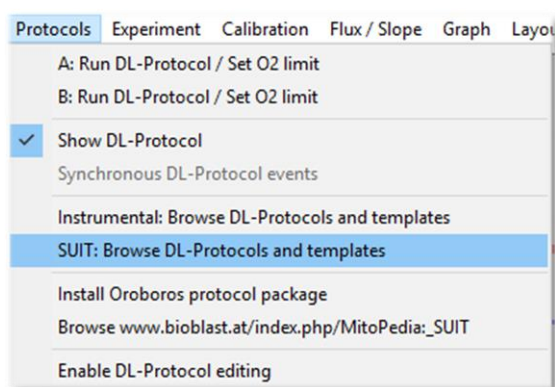 Protocols Experiment Calibration Flux / Slope Graph Layou
A: Run DL-Protocol / Set O2 limit
B: Run DL-Protocol / Set O2 limit
Show DL-Protocol
Synchronous DL-Protocol events
Instrumental: Browse DL-Protocols and templates
SUIT: Browse DL-Protocols and templates
Install Oroboros protocol package
Browse www.bioblast.at/index.php/MitoPedia:_SUIT
Enable DL-Protocol editing